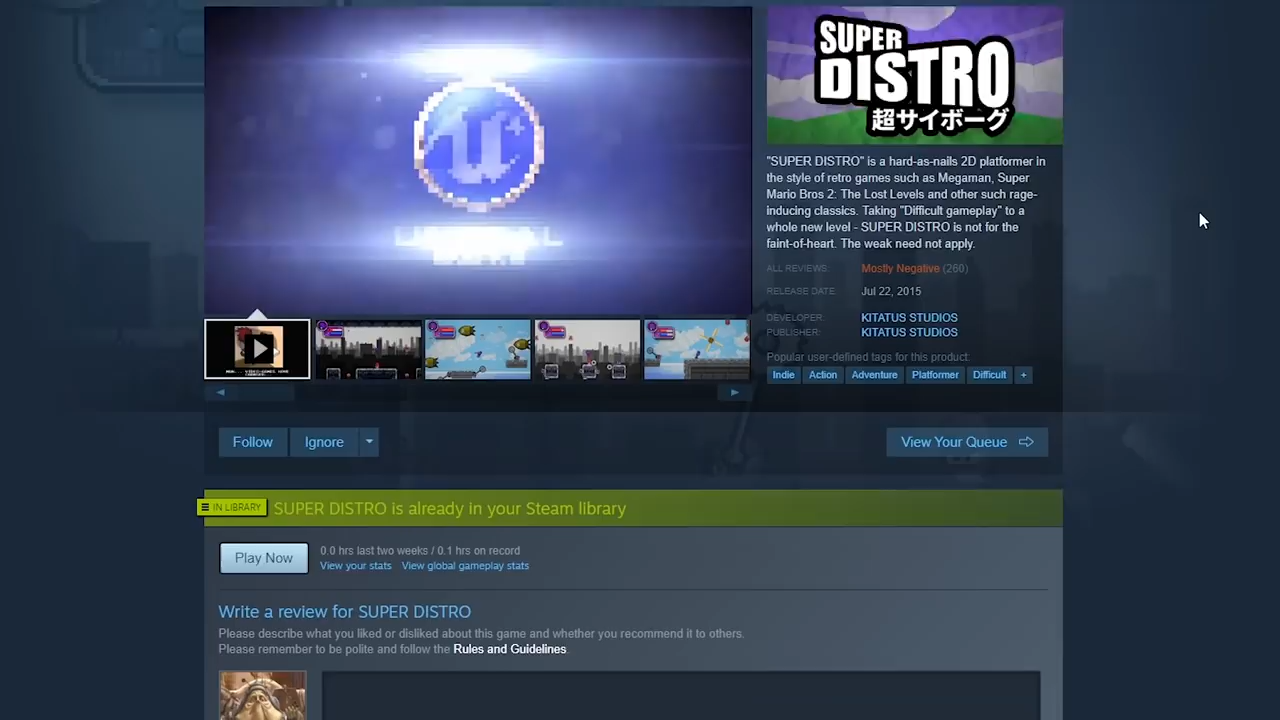 SUPER
DISTRO
超サイボーグ
"SUPER DISTRO" is a hard-as-nails 2D platformer in
the style of retro games such as Megaman, Super
Mario Bros 2: The Lost Levels and other such rage-
inducing classics. Taking "Difficult gameplay" to a
whole new level - SUPER DISTRO is not for the
faint-of-heart. The weak need not apply.
ALL REVIEWS: Mostly Negative (260)
RELEASE DATE: Jul 22, 2015
DEVELOPER: KITATUS STUDIOS
PUBLISHER: KITATUS STUDIOS
Popular user-defined tags for this product:
Indie Action Adventure Platformer Difficult +
Follow Ignore View Your Queue
IN LIBRARY SUPER DISTRO is already in your Steam library
Play Now
0.0 hrs last two weeks / 0.1 hrs on record
View your stats View global gameplay stats
Write a review for SUPER DISTRO
Please describe what you liked or disliked about this game and whether you recommend it to others.
Please remember to be polite and follow the Rules and Guidelines.